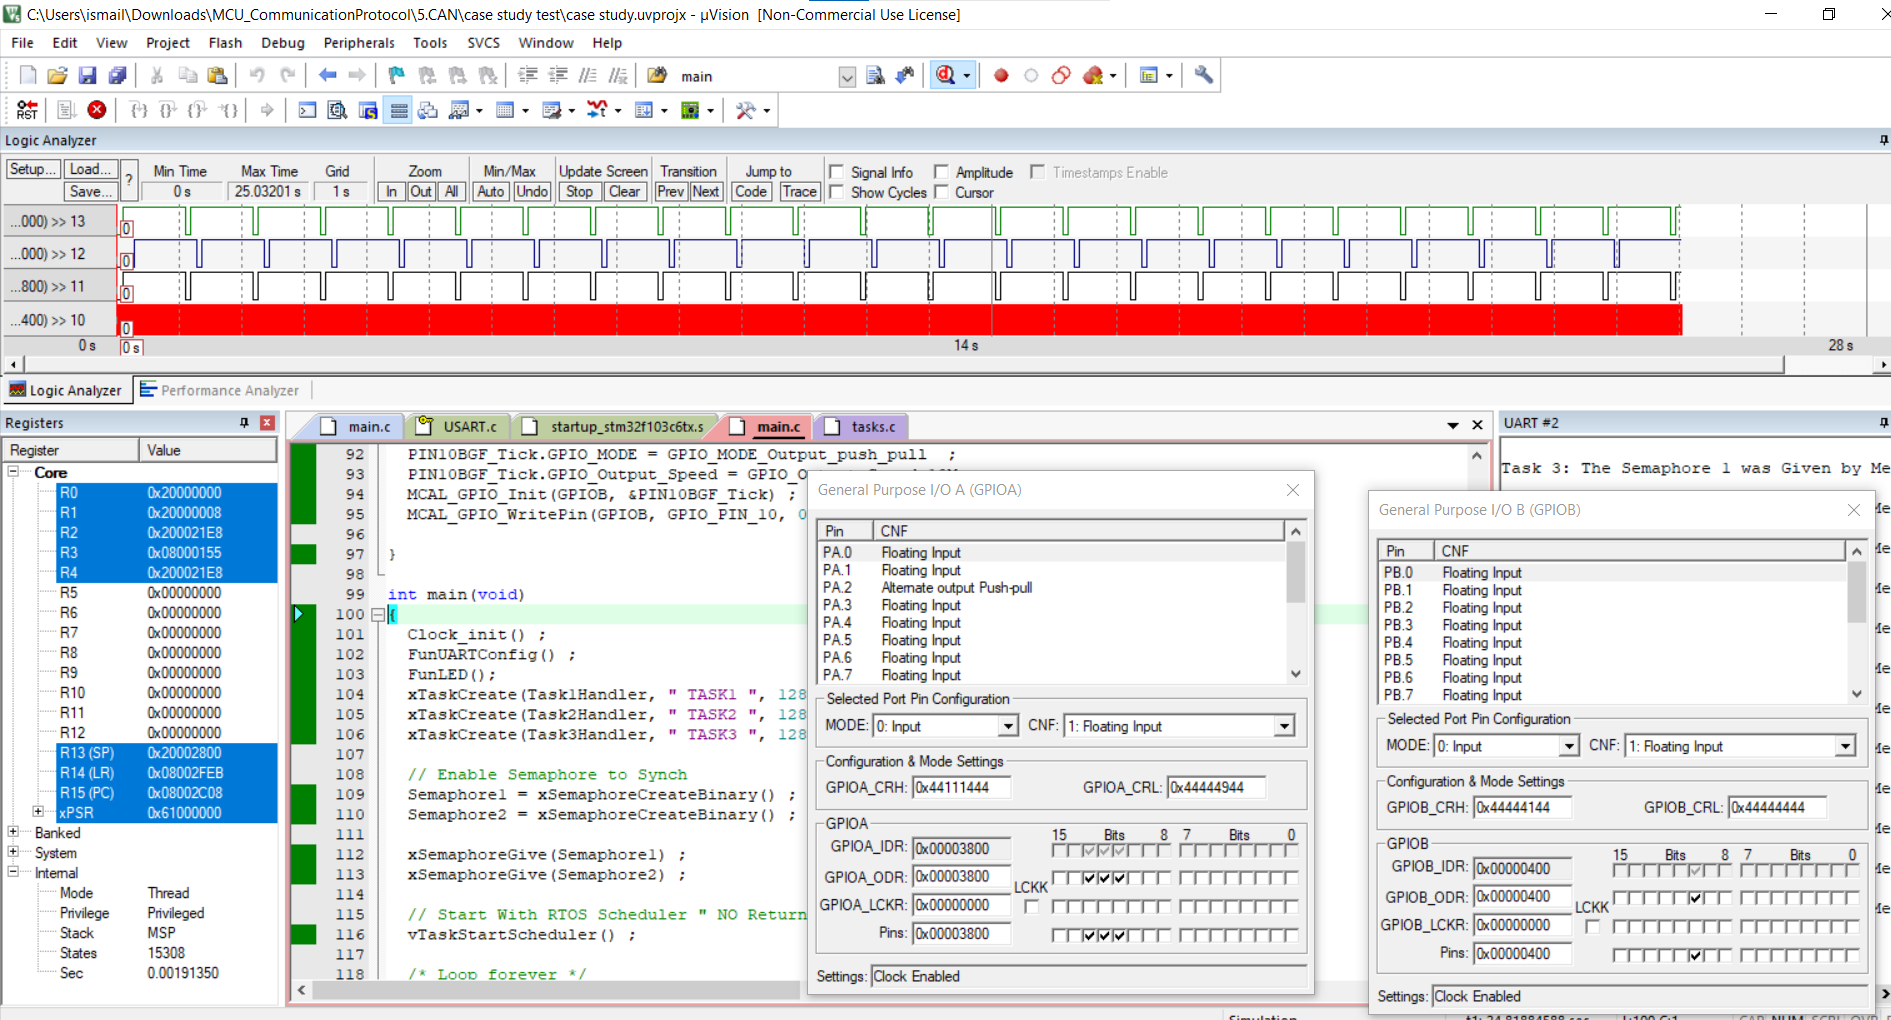 C:\Users\ismail\Downloads\MCU_CommunicationProtocol\5.CAN\case study test\case study.uvprojx - µVision [Non-Commercial Use License]
File Edit View Project Flash Debug Peripherals Tools SVCS Window Help
main
RST
Logic Analyzer
Setup... Load... Save... ? Min Time Max Time Grid Zoom Min/Max Update Screen Transition Jump to Signal Info Amplitude Timestamps Enable
0 s 25.03201 s 1 s In Out All Auto Undo Stop Clear Prev Next Code Trace Show Cycles Cursor
...000) >> 13 0
...000) >> 12 0
...800) >> 11 0
...400) >> 10 0
0 s 0 s 14 s 28 s
Logic Analyzer Performance Analyzer
Registers
Register Value
Core
R0 0x20000000
R1 0x20000008
R2 0x200021E8
R3 0x08000155
R4 0x200021E8
R5 0x00000000
R6 0x00000000
R7 0x00000000
R8 0x00000000
R9 0x00000000
R10 0x00000000
R11 0x00000000
R12 0x00000000
R13 (SP) 0x20002800
R14 (LR) 0x08002FEB
R15 (PC) 0x08002C08
xPSR 0x61000000
Banked
System
Internal
Mode Thread
Privilege Privileged
Stack MSP
States 15308
Sec 0.00191350
main.c USART.c startup_stm32f103c6tx.s main.c tasks.c
92 PIN10BGF_Tick.GPIO_MODE = GPIO_MODE_Output_push_pull ;
93 PIN10BGF_Tick.GPIO_Output_Speed = GPIO_O
94 MCAL_GPIO_Init(GPIOB, &PIN10BGF_Tick) ;
95 MCAL_GPIO_WritePin(GPIOB, GPIO_PIN_10, 0
96
97 }
98
99 int main(void)
100 {
101 Clock_init() ;
102 FunUARTConfig() ;
103 FunLED();
104 xTaskCreate(Task1Handler, " TASK1 ", 128
105 xTaskCreate(Task2Handler, " TASK2 ", 128
106 xTaskCreate(Task3Handler, " TASK3 ", 128
107
108 // Enable Semaphore to Synch
109 Semaphore1 = xSemaphoreCreateBinary() ;
110 Semaphore2 = xSemaphoreCreateBinary() ;
111
112 xSemaphoreGive(Semaphore1) ;
113 xSemaphoreGive(Semaphore2) ;
114
115 // Start With RTOS Scheduler " NO Return
116 vTaskStartScheduler() ;
117
118 /* Loop forever */
General Purpose I/O A (GPIOA)
Pin CNF
PA.0 Floating Input
PA.1 Floating Input
PA.2 Alternate output Push-pull
PA.3 Floating Input
PA.4 Floating Input
PA.5 Floating Input
PA.6 Floating Input
PA.7 Floating Input
Selected Port Pin Configuration
MODE: 0: Input CNF: 1: Floating Input
Configuration & Mode Settings
GPIOA_CRH: 0x44111444 GPIOA_CRL: 0x44444944
GPIOA
15 Bits 8 7 Bits 0
GPIOA_IDR: 0x00003800
GPIOA_ODR: 0x00003800
LCKK
GPIOA_LCKR: 0x00000000
Pins: 0x00003800
Settings: Clock Enabled
UART #2
Task 3: The Semaphore 1 was Given by Me
General Purpose I/O B (GPIOB)
Pin CNF
PB.0 Floating Input
PB.1 Floating Input
PB.2 Floating Input
PB.3 Floating Input
PB.4 Floating Input
PB.5 Floating Input
PB.6 Floating Input
PB.7 Floating Input
Selected Port Pin Configuration
MODE: 0: Input CNF: 1: Floating Input
Configuration & Mode Settings
GPIOB_CRH: 0x44444144 GPIOB_CRL: 0x44444444
GPIOB
15 Bits 8 7 Bits 0
GPIOB_IDR: 0x00000400
GPIOB_ODR: 0x00000400
LCKK
GPIOB_LCKR: 0x00000000
Pins: 0x00000400
Settings: Clock Enabled
Simulation